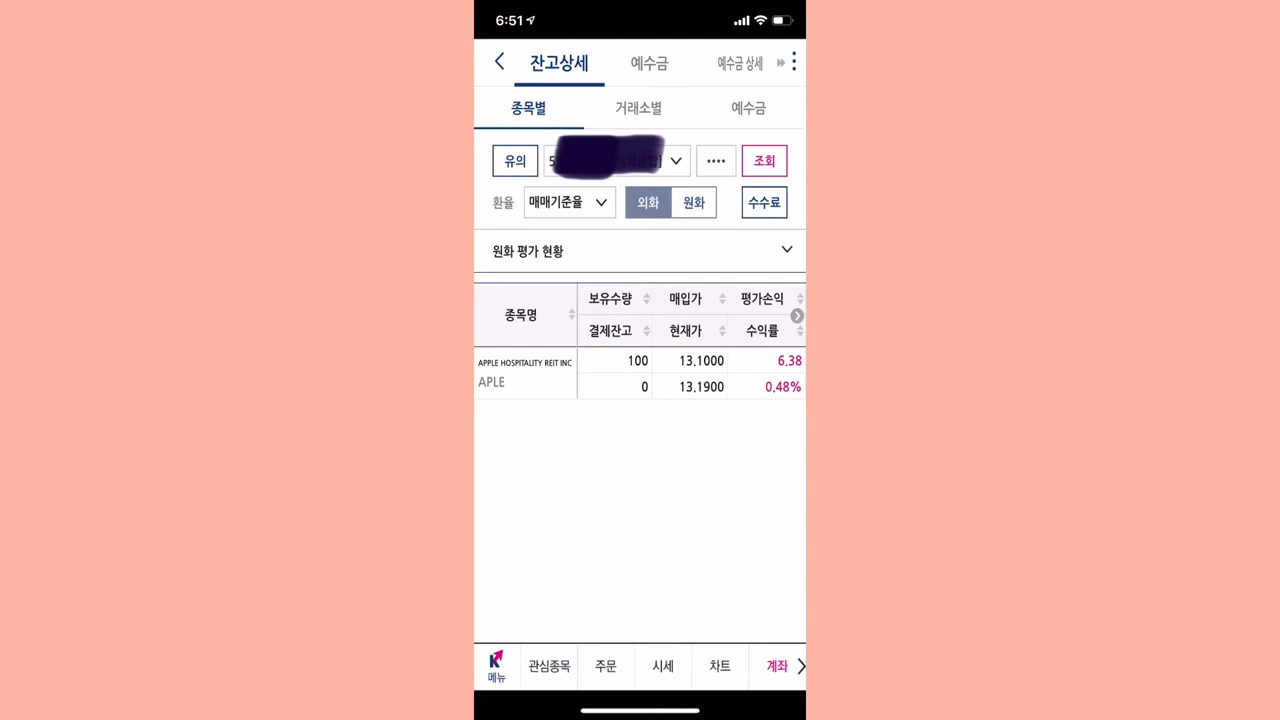 6:51
잔고상세 예수금 예수금 상세
종목별 거래소별 예수금
유의 •••• 조회
환율 매매기준율 외화 원화 수수료
원화 평가 현황
종목명 보유수량 매입가 평가손익
결제잔고 현재가 수익률
APPLE HOSPITALITY REIT INC 100 13.1000 6.38
APLE 0 13.1900 0.48%
메뉴 관심종목 주문 시세 차트 계좌